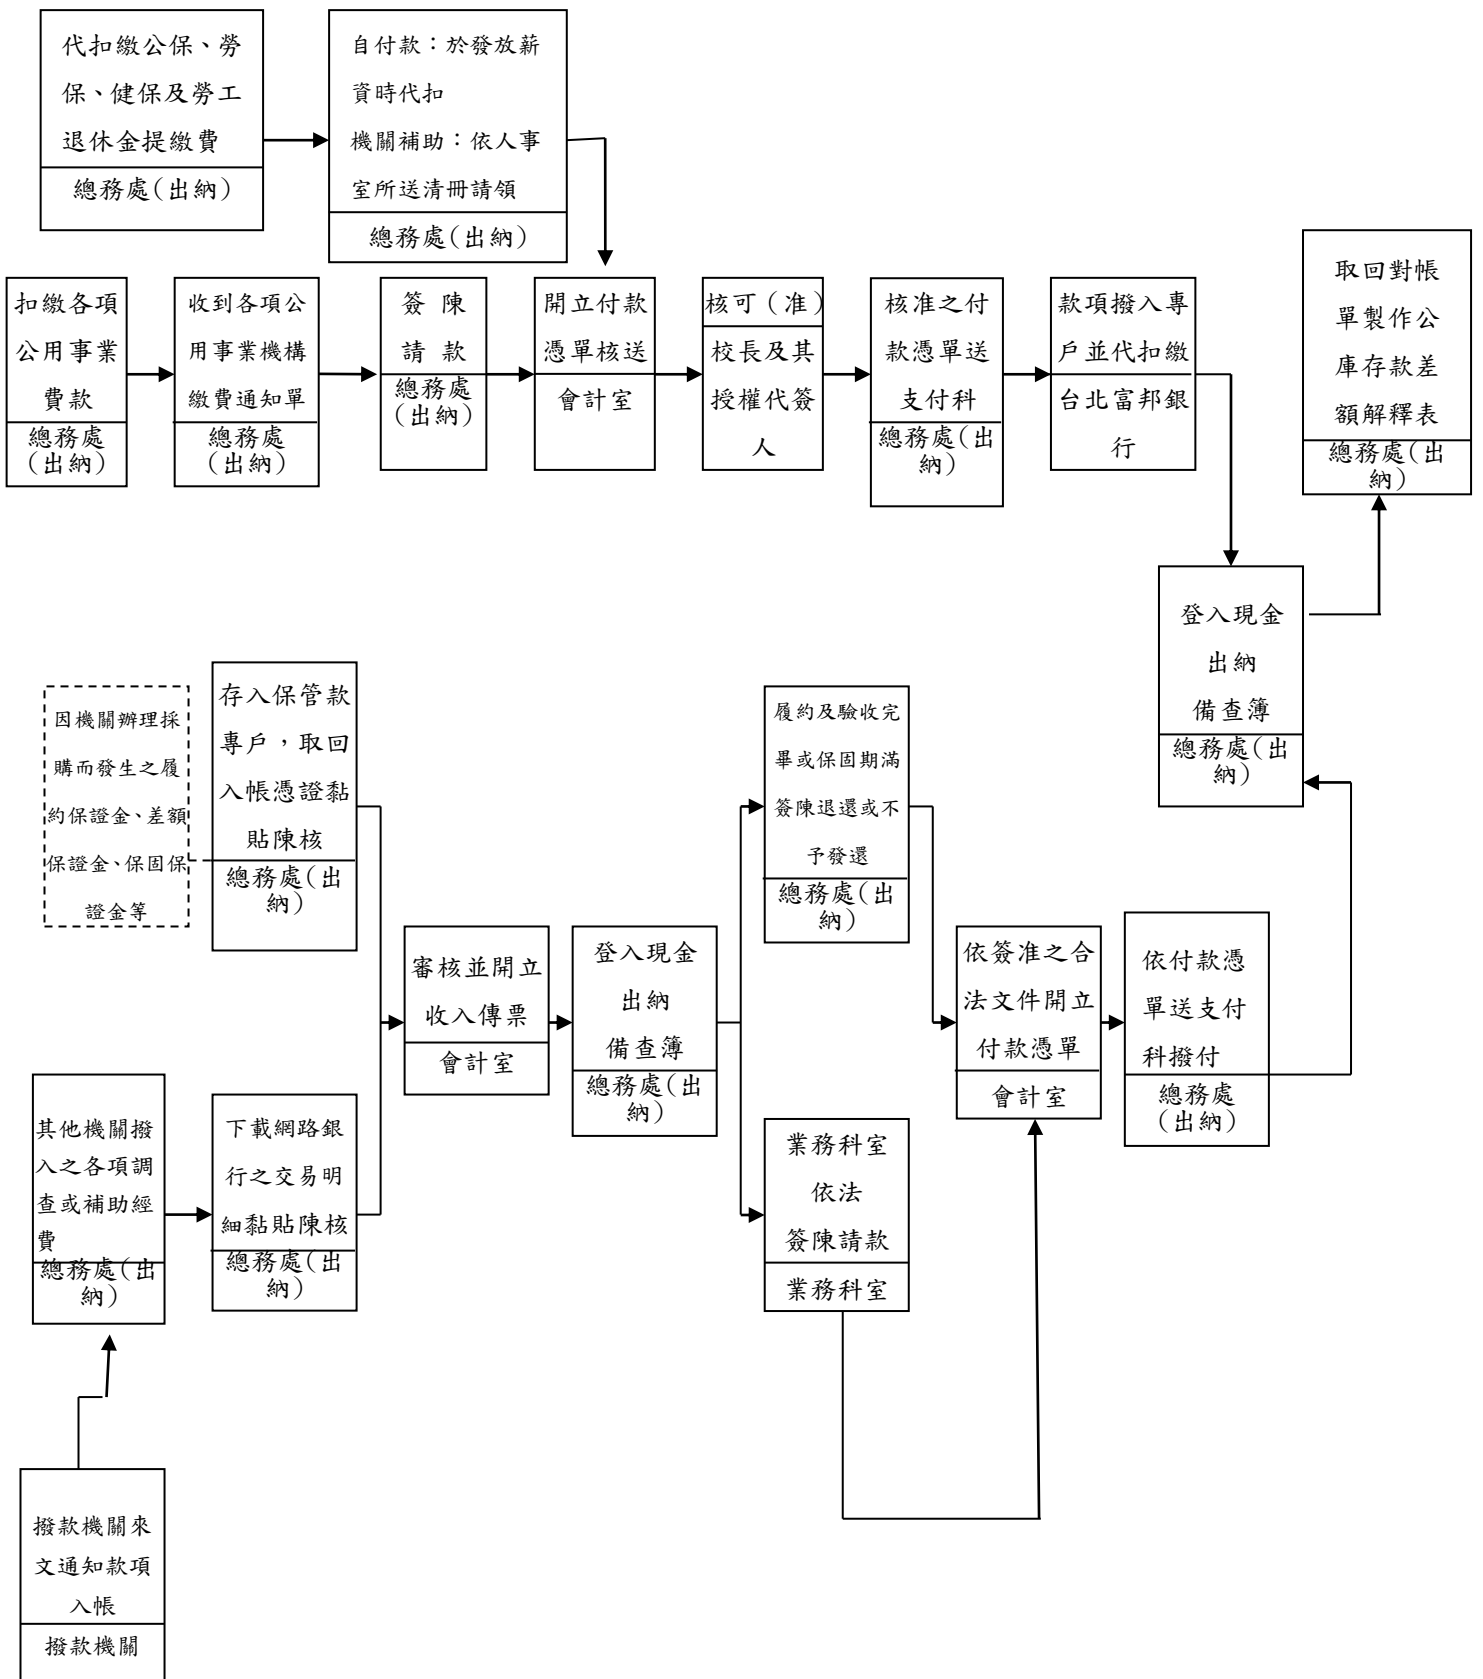 代扣繳公保、勞
保、健保及勞工
退休金提繳費
總務處(出納)
自付款：於發放薪
資時代扣
機關補助：依人事
室所送清冊請領
總務處(出納)
扣繳各項
公用事業
費款
總務處
(出納)
收到各項公
用事業機構
繳費通知單
總務處
(出納)
簽 陳
請 款
總務處
(出納)
開立付款
憑單核送
會計室
核可（准）
校長及其
授權代簽
人
核准之付
款憑單送
支付科
總務處(出
納)
款項撥入專
戶並代扣繳
台北富邦銀
行
取回對帳
單製作公
庫存款差
額解釋表
總務處(出
納)
登入現金
出納
備查簿
總務處(出
納)
因機關辦理採
購而發生之履
約保證金、差額
保證金、保固保
證金等
存入保管款
專戶，取回
入帳憑證黏
貼陳核
總務處(出
納)
審核並開立
收入傳票
會計室
登入現金
出納
備查簿
總務處(出
納)
履約及驗收完
畢或保固期滿
簽陳退還或不
予發還
總務處(出
納)
依簽准之合
法文件開立
付款憑單
會計室
依付款憑
單送支付
科撥付
總務處
(出納)
其他機關撥
入之各項調
查或補助經
費
總務處(出
納)
下載網路銀
行之交易明
細黏貼陳核
總務處(出
納)
業務科室
依法
簽陳請款
業務科室
撥款機關來
文通知款項
入帳
撥款機關